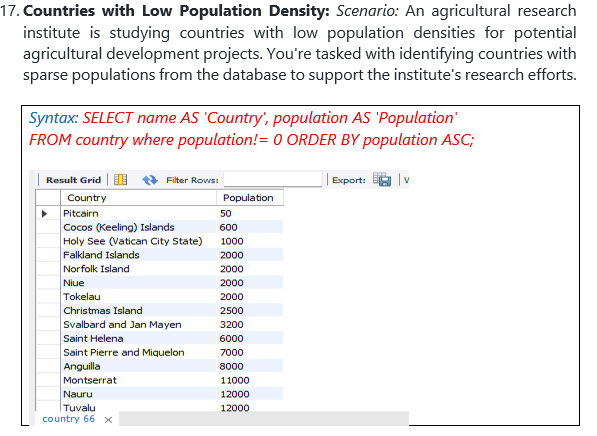 17. Countries with Low Population Density: Scenario: An agricultural research
institute is studying countries with low population densities for potential
agricultural development projects. You're tasked with identifying countries with
sparse populations from the database to support the institute's research efforts.
Syntax: SELECT name AS 'Country', population AS 'Population'
FROM country where population!= 0 ORDER BY population ASC;
Result Grid Filter Rows: Export:
Country Population
Pitcairn 50
Cocos (Keeling) Islands 600
Holy See (Vatican City State) 1000
Falkland Islands 2000
Norfolk Island 2000
Niue 2000
Tokelau 2000
Christmas Island 2500
Svalbard and Jan Mayen 3200
Saint Helena 6000
Saint Pierre and Miquelon 7000
Anguilla 8000
Montserrat 11000
Nauru 12000
Tuvalu 12000
country 66